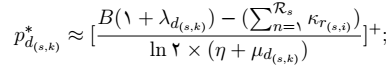 p^*_{d_{(s,k)}} ≈ [\frac{B(۱ + λ_{d_{(s,k)}}) − (\sum_{n=۱}^{\mathcal{R}_s} κ_{r_{(s,i)}})}{\ln ۲ × (η + μ_{d_{(s,k)}})}]^+;